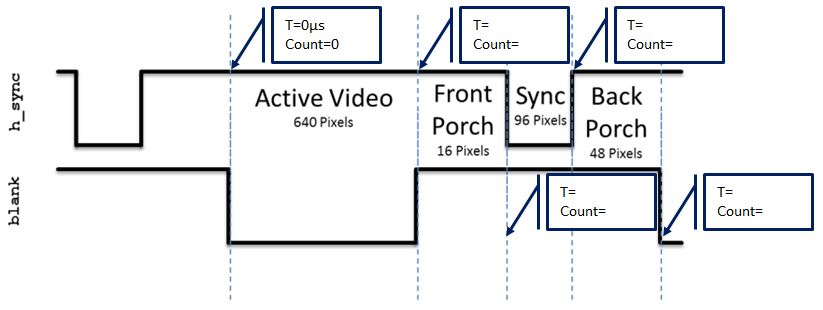 T=0µs
Count=0
T=
Count=
T=
Count=
h_sync
Active Video
640 Pixels
Front
Porch
16 Pixels
Sync
96 Pixels
Back
Porch
48 Pixels
blank
T=
Count=
T=
Count=